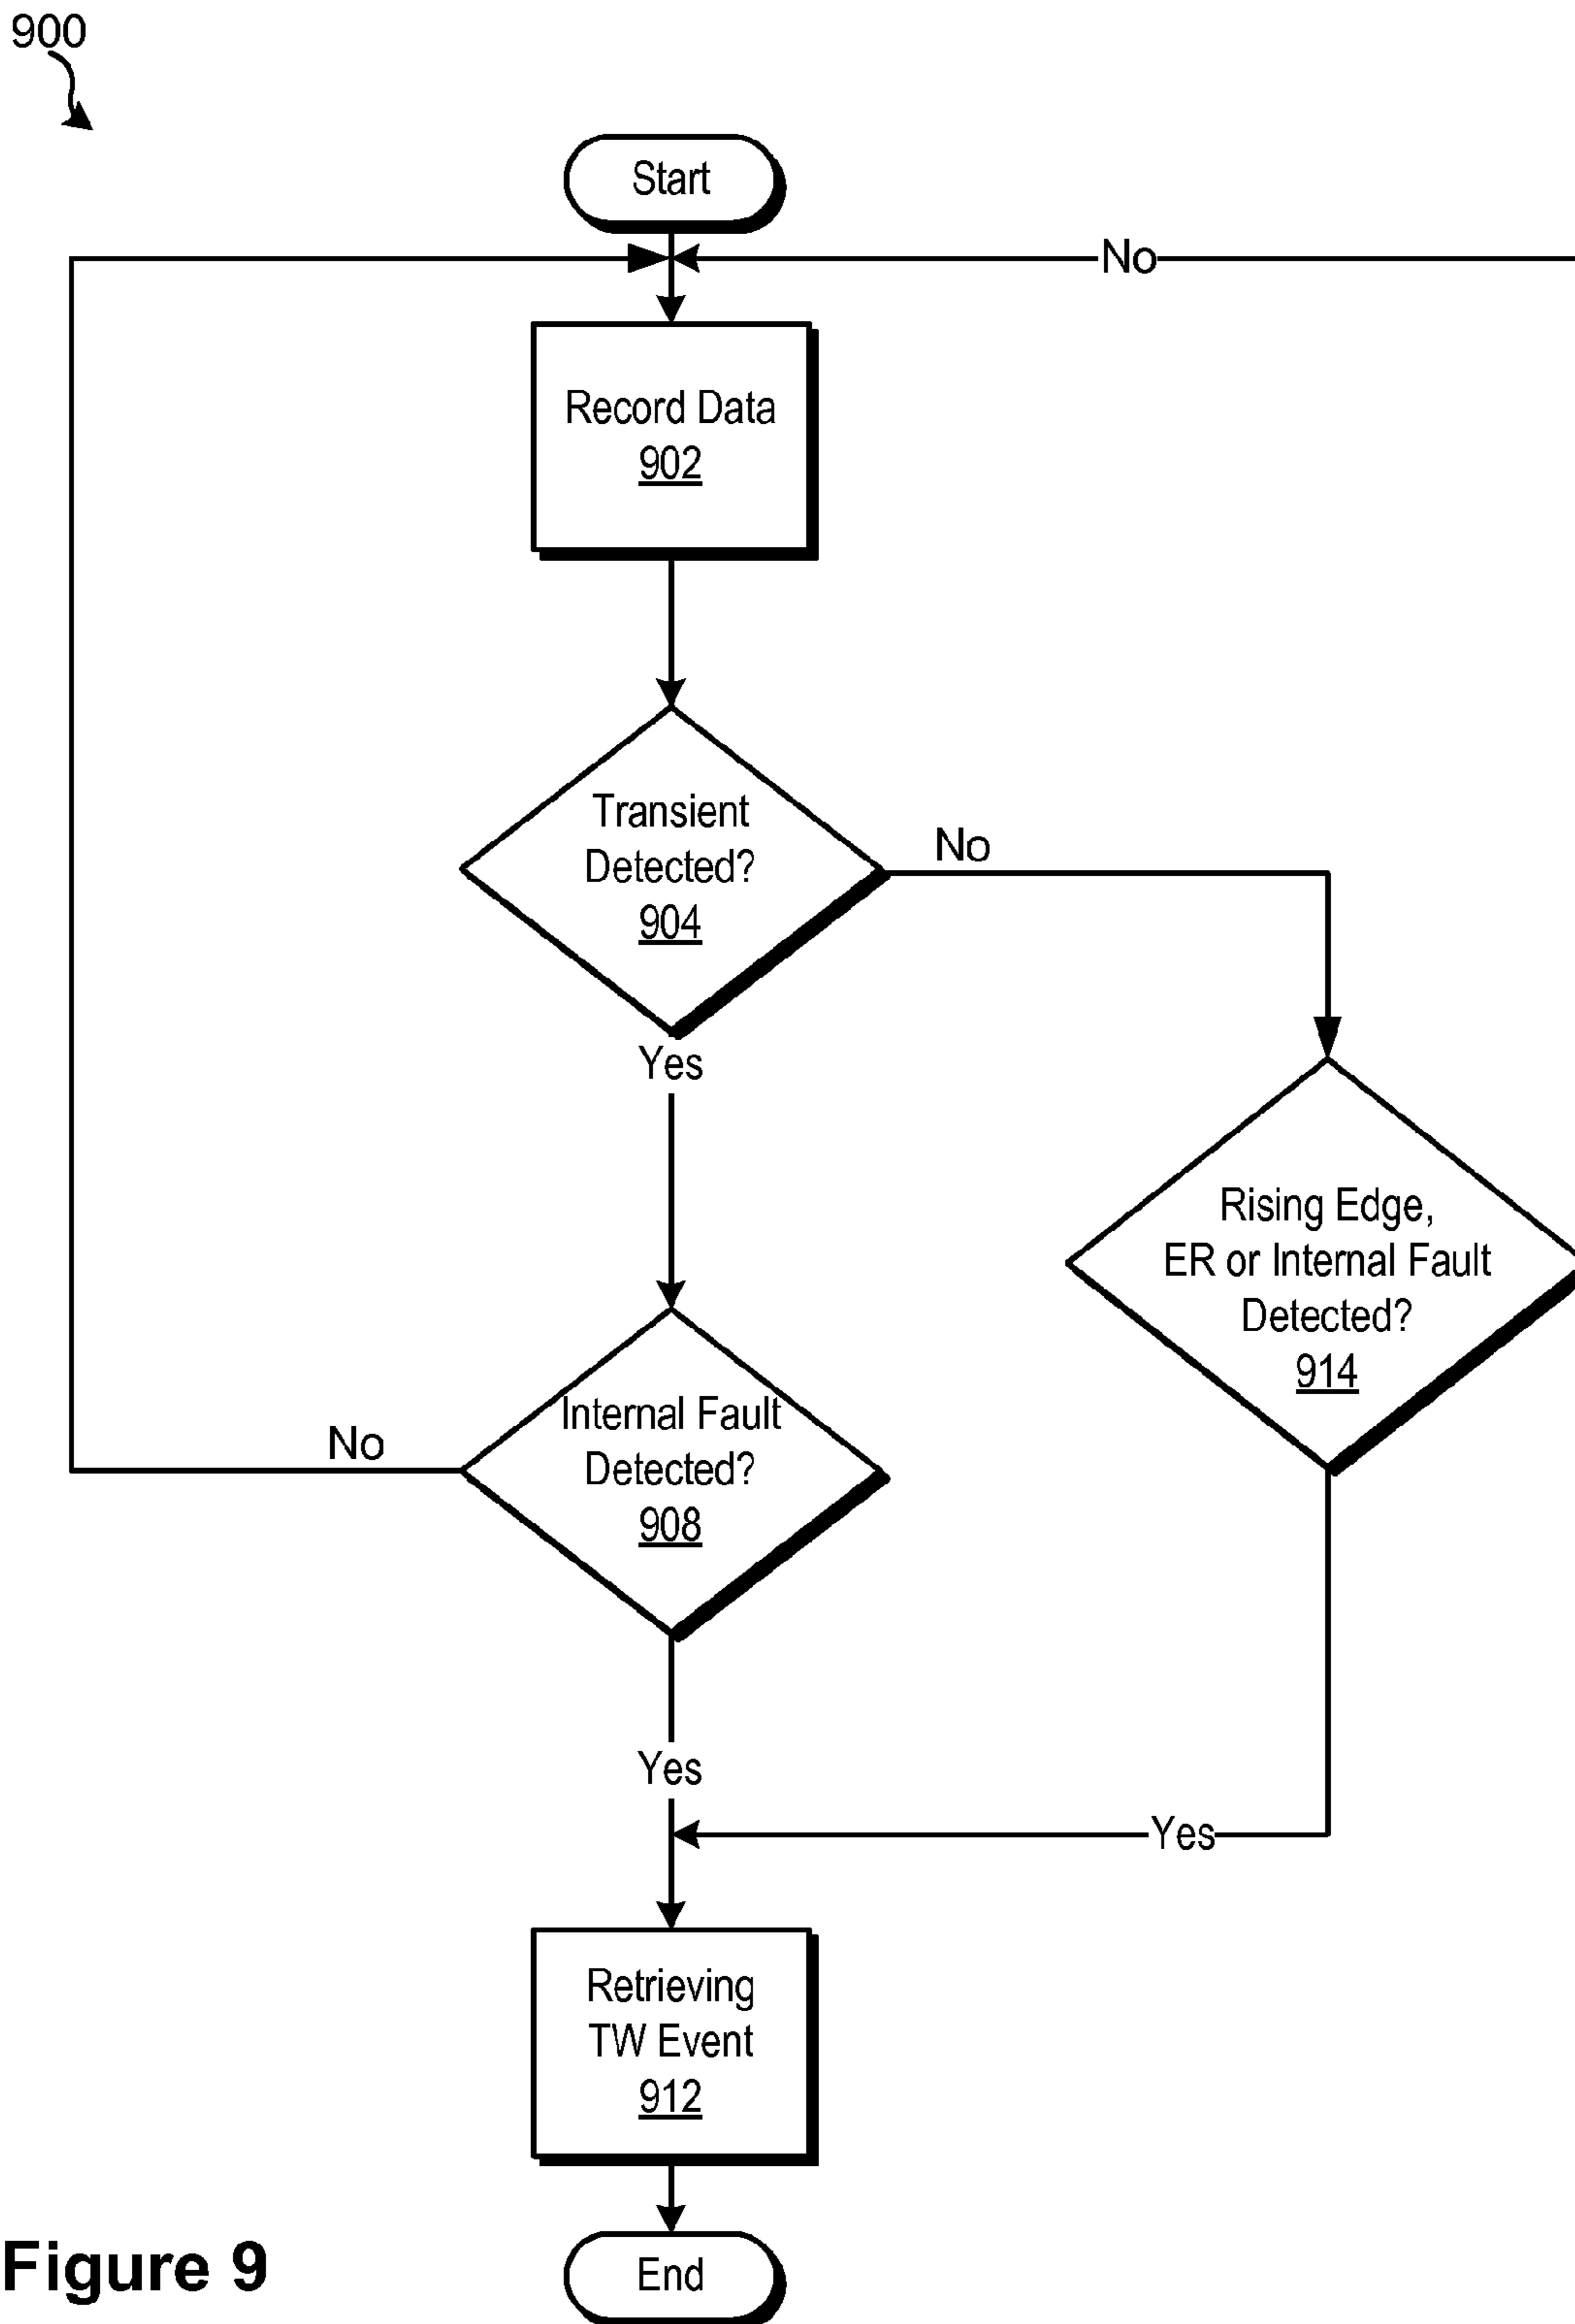 900
Start
No
Record Data
902
Transient
Detected?
904
No
Yes
Rising Edge,
ER or Internal Fault
Detected?
914
Internal Fault
Detected?
908
No
Yes
Yes
Retrieving
TW Event
912
End
Figure 9